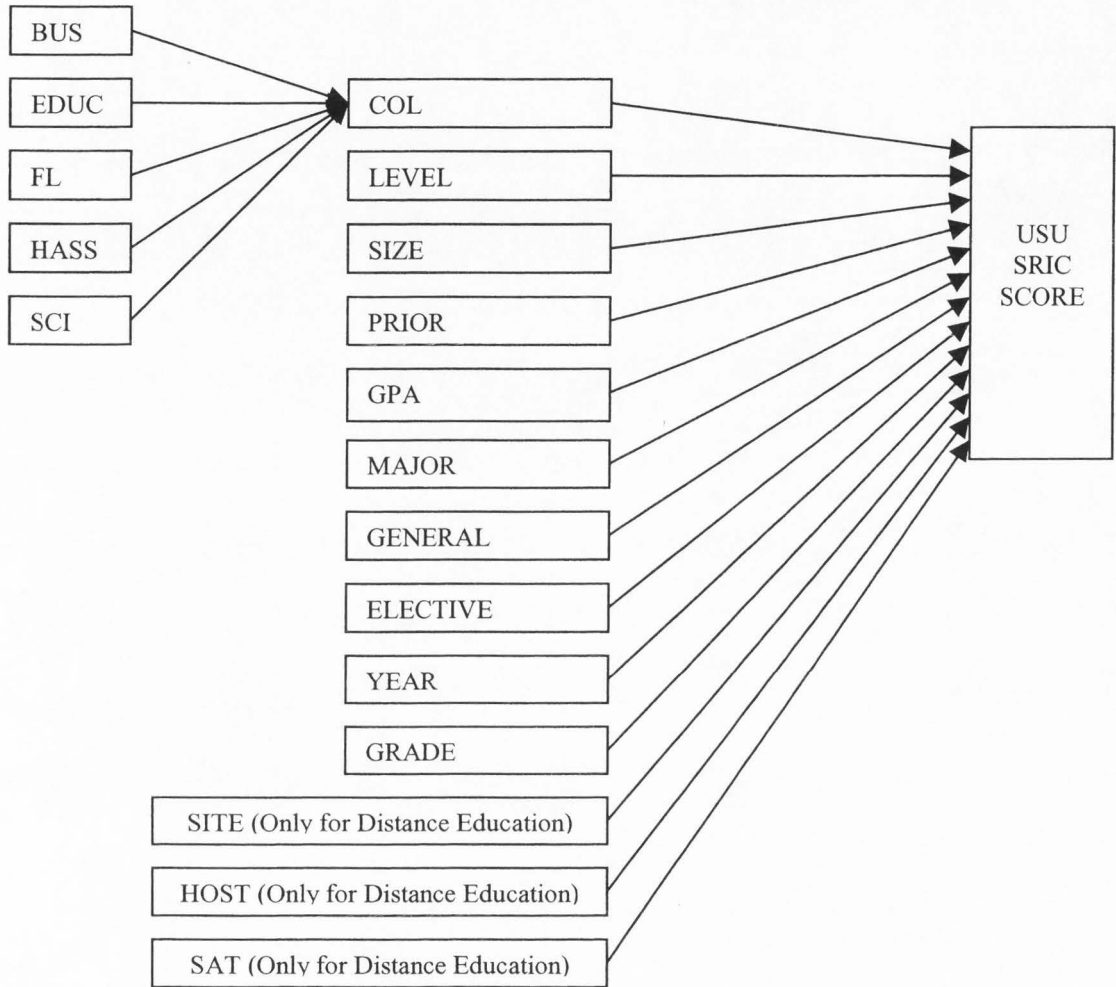 BUS
EDUC
FL
HASS
SCI
COL
LEVEL
SIZE
PRIOR
GPA
MAJOR
GENERAL
ELECTIVE
YEAR
GRADE
SITE (Only for Distance Education)
HOST (Only for Distance Education)
SAT (Only for Distance Education)
USU
SRIC
SCORE